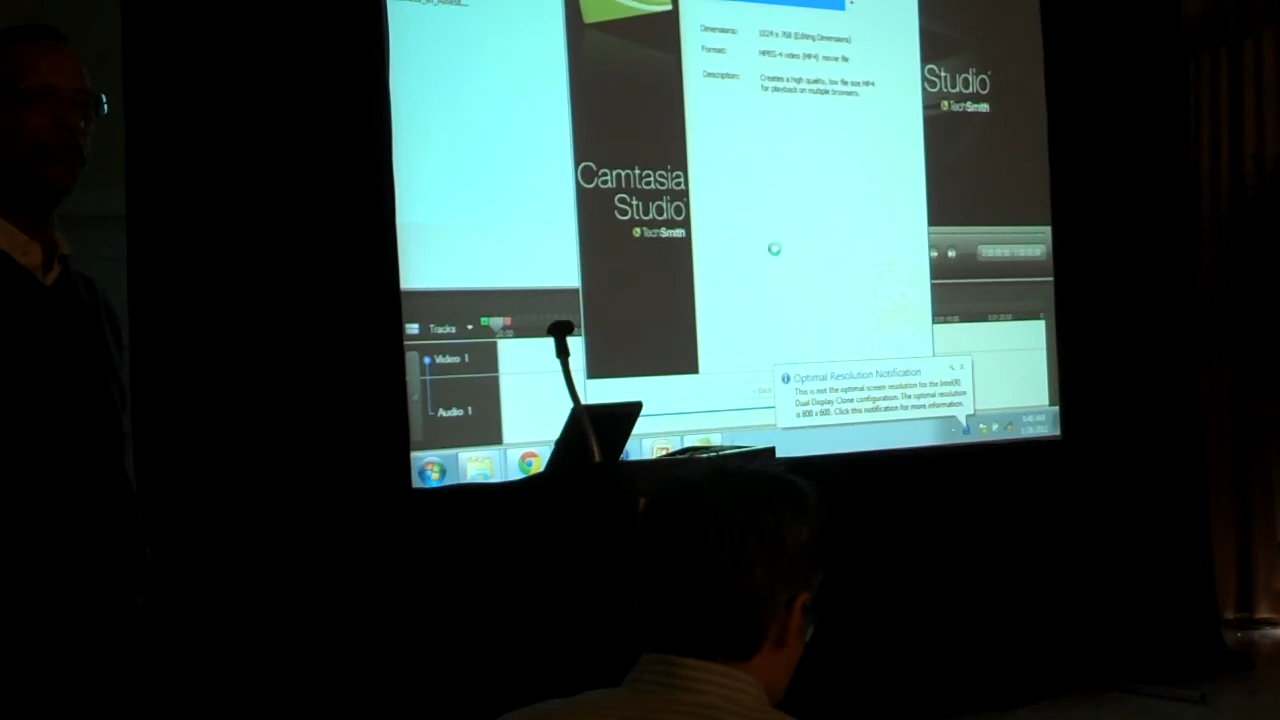 Dimensions: 1024 x 768 (Editing Dimensions)
Format: MPEG-4 video (MP4) movie file
Description: Creates a high quality, low file size MP4
for playback on multiple browsers.
Studio
TechSmith
Camtasia
Studio
TechSmith
Tracks
Video 1
Audio 1
Back
Optimal Resolution Notification
This is not the optimal screen resolution for the Intel(R)
Dual Display Clone configuration. The optimal resolution
is 800 x 600. Click this notification for more information.